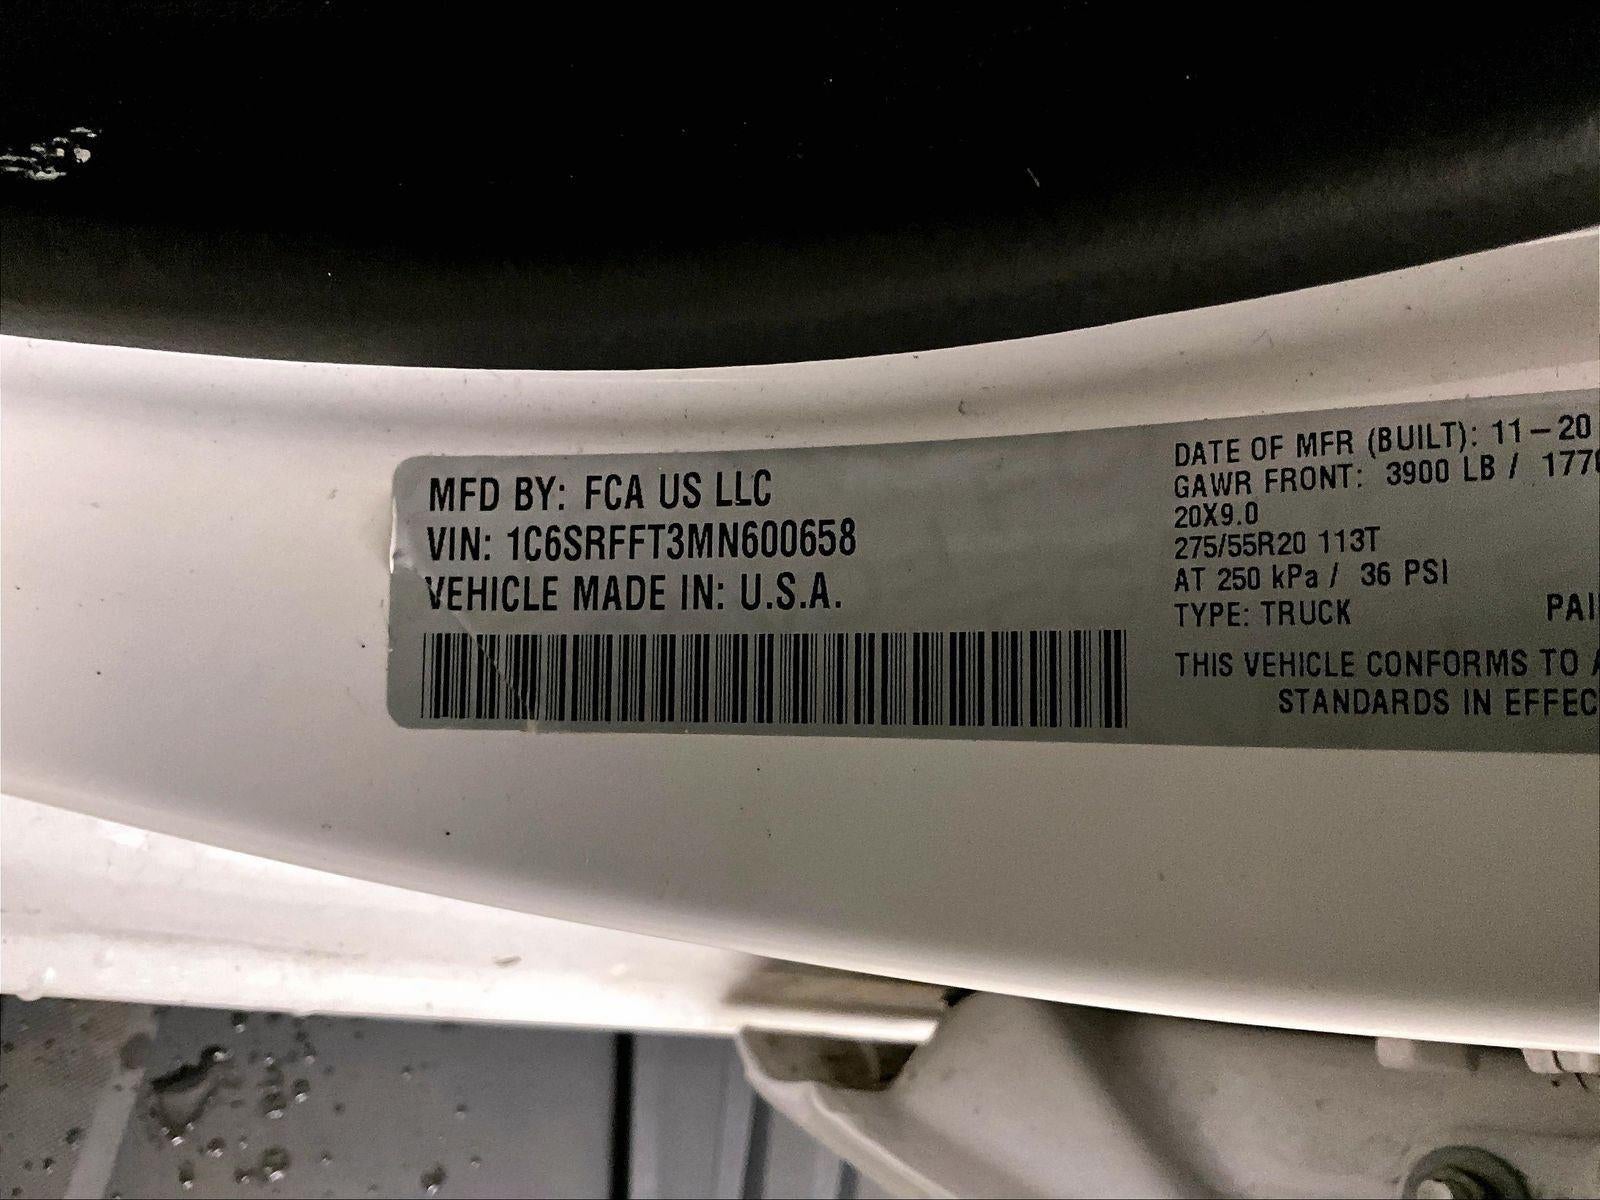 MFD BY: FCA US LLC
VIN: 1C6SRFFT3MN600658
VEHICLE MADE IN: U.S.A.
DATE OF MFR (BUILT): 11-20
GAWR FRONT: 3900 LB / 177
20X9.0
275/55R20 113T
AT 250 kPa / 36 PSI
TYPE: TRUCK
THIS VEHICLE CONFORMS TO
STANDARDS IN EFFEC